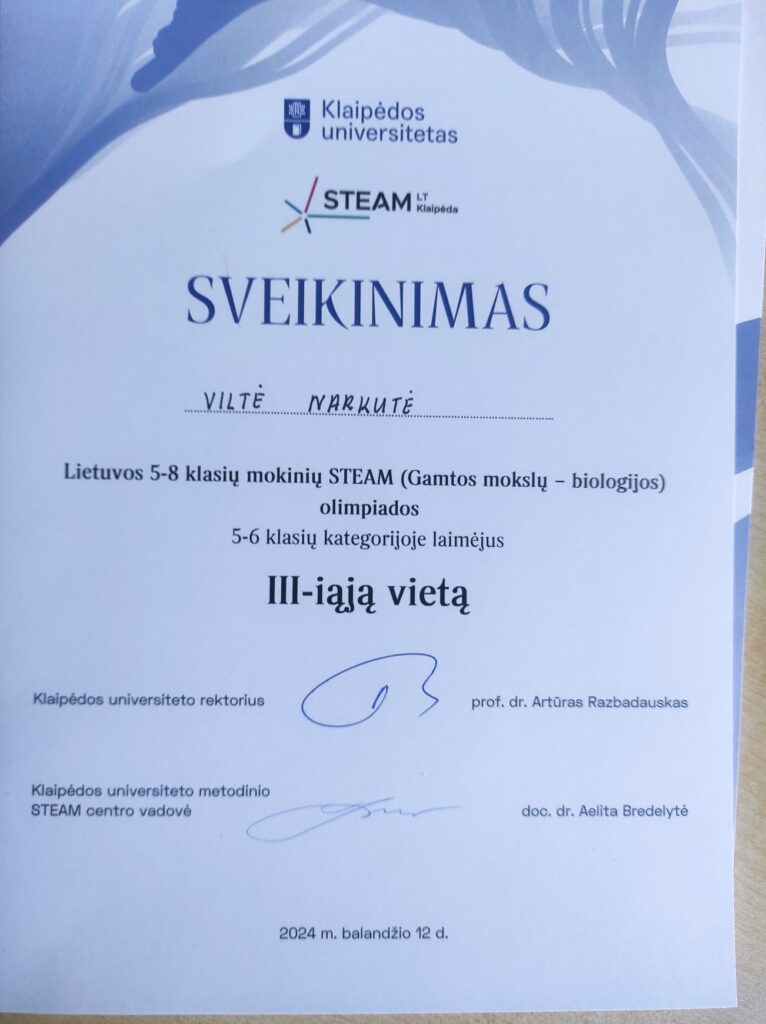 Klaipėdos
universitetas
STEAM LT
Klaipėda
SVEIKINIMAS
VILTĖ NARKUTĖ
Lietuvos 5-8 klasių mokinių STEAM (Gamtos mokslų – biologijos)
olimpiados
5-6 klasių kategorijoje laimėjus
III-iąją vietą
Klaipėdos universiteto rektorius prof. dr. Artūras Razbadauskas
Klaipėdos universiteto metodinio
STEAM centro vadovė doc. dr. Aelita Bredelytė
2024 m. balandžio 12 d.